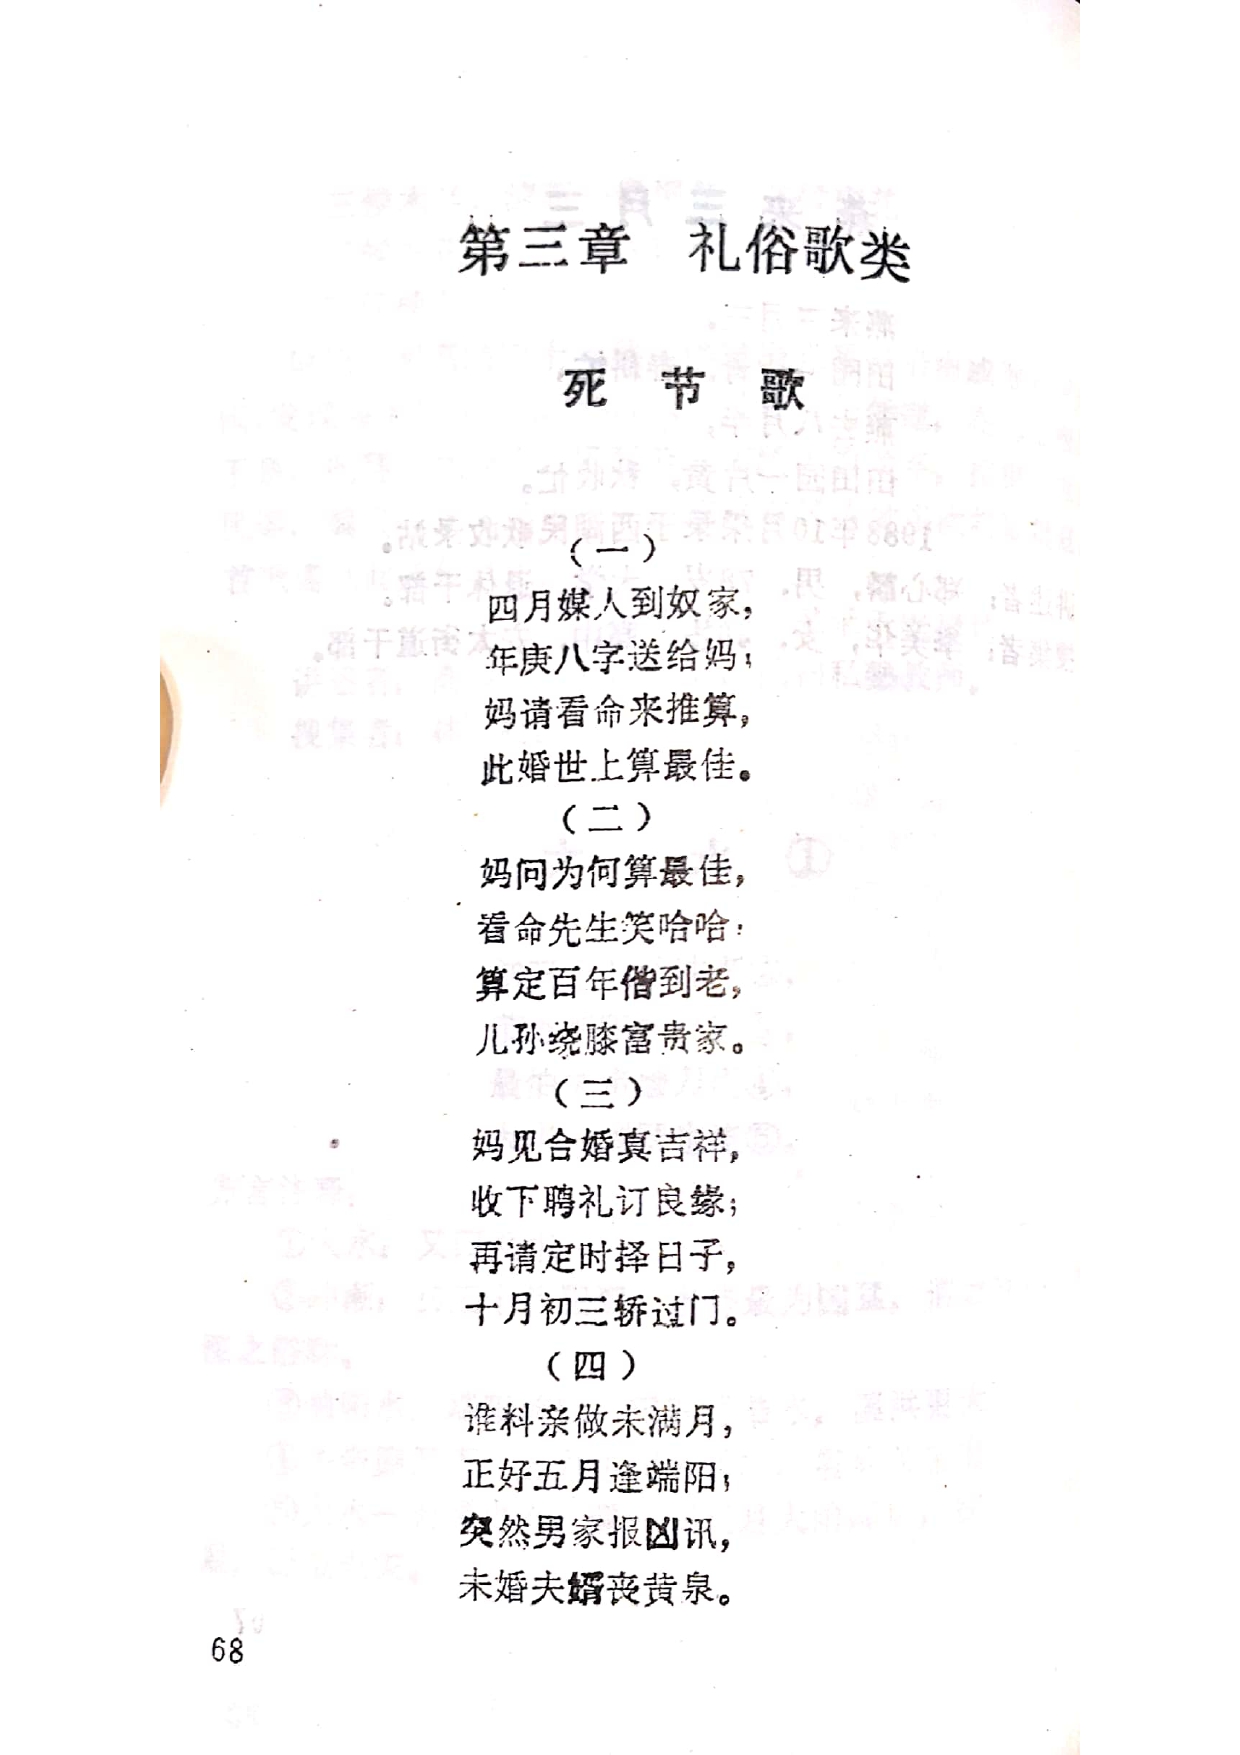 第三章 礼俗歌类
死节歌
（一）
四月媒人到奴家，
年庚八字送给妈；
妈请看命来推算，
此婚世上算最佳。
（二）
妈问为何算最佳，
看命先生笑哈哈：
算定百年偕到老，
儿孙绕膝富贵家。
（三）
妈见合婚真吉祥，
收下聘礼订良缘；
再请定时择日子，
十月初三轿过门。
（四）
谁料亲做未满月，
正好五月逢端阳；
突然男家报凶讯，
未婚夫婿丧黄泉。
68